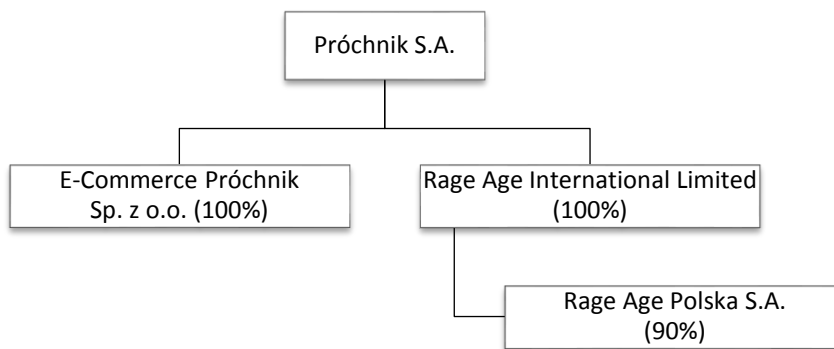 Próchnik S.A.
E-Commerce Próchnik
Sp. z o.o. (100%)
Rage Age International Limited
(100%)
Rage Age Polska S.A.
(90%)